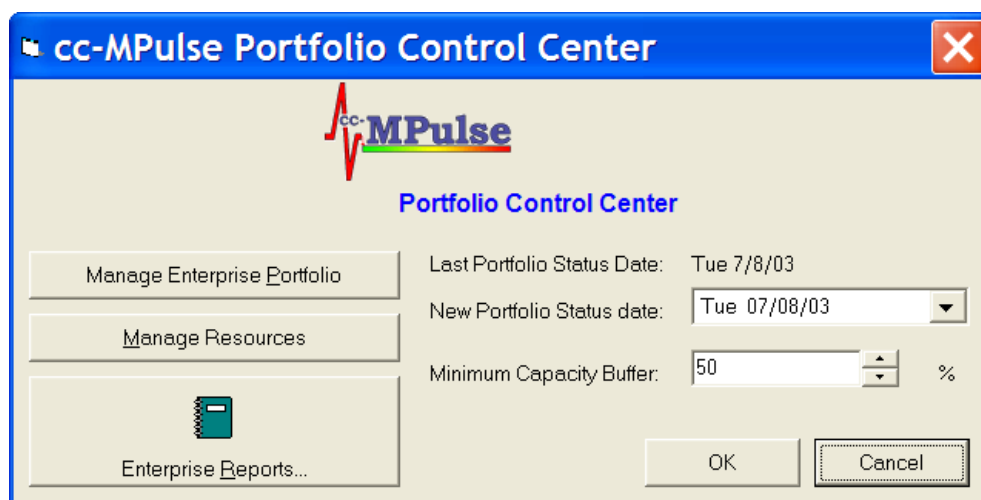 cc-MPulse Portfolio Control Center
cc-MPulse
Portfolio Control Center
Manage Enterprise Portfolio
Manage Resources
Enterprise Reports...
Last Portfolio Status Date: Tue 7/8/03
New Portfolio Status date: Tue 07/08/03
Minimum Capacity Buffer: 50 %
OK Cancel